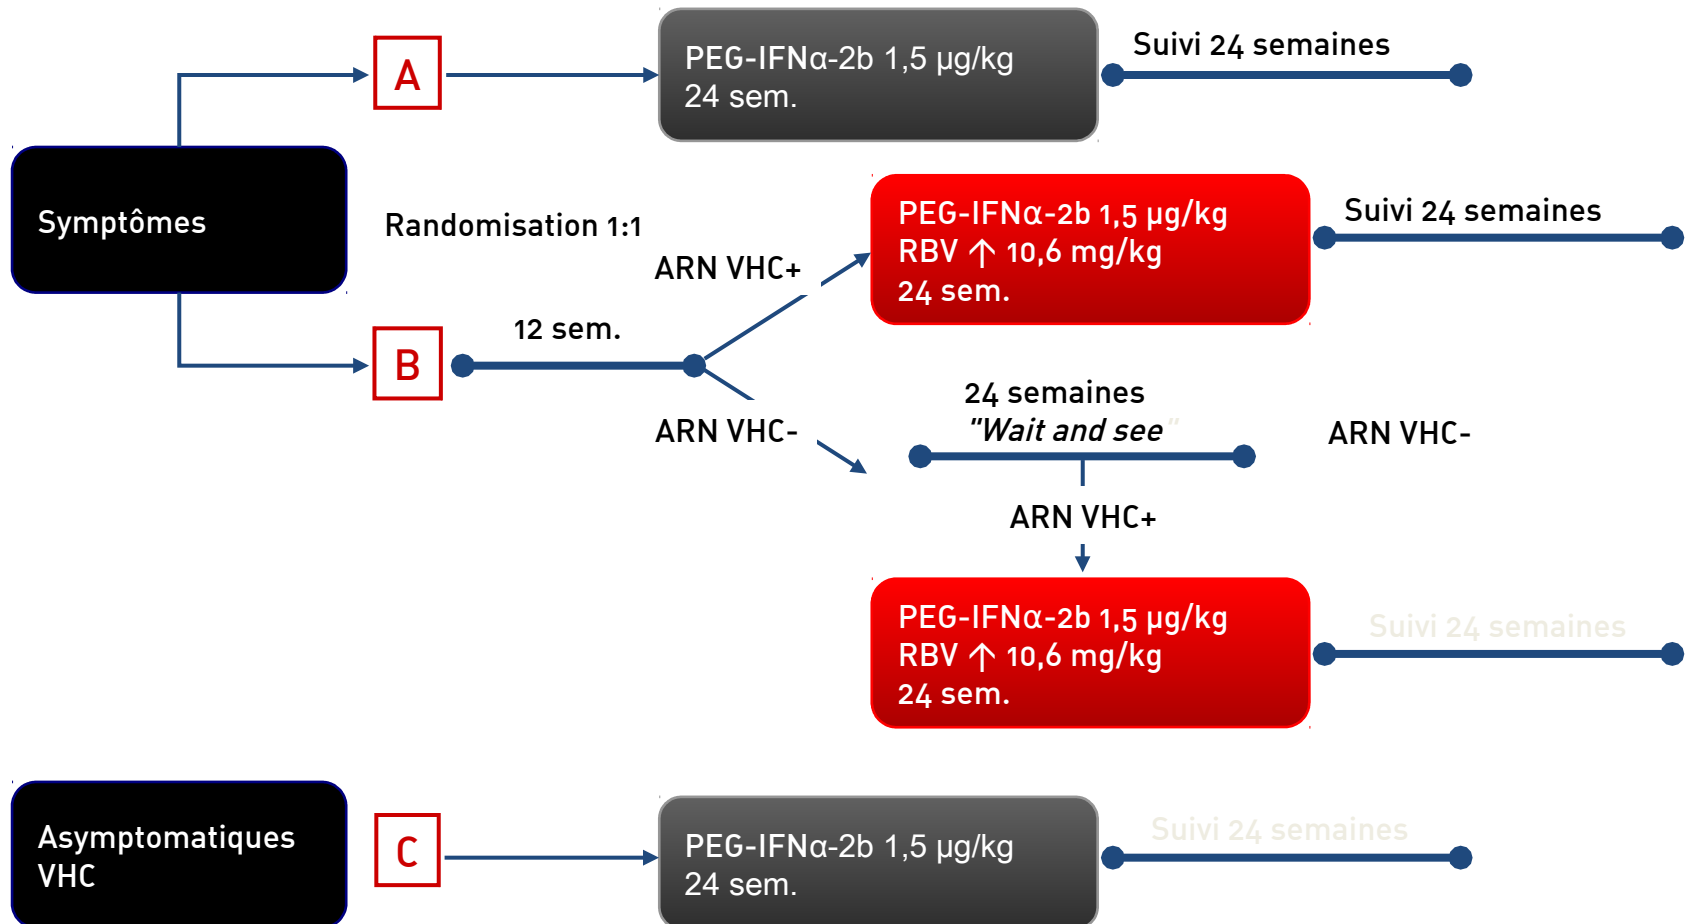 A
PEG-IFNα-2b 1,5 µg/kg
24 sem.
Suivi 24 semaines
Symptômes
Randomisation 1:1
ARN VHC+
PEG-IFNα-2b 1,5 µg/kg
RBV ↑ 10,6 mg/kg
24 sem.
Suivi 24 semaines
B
12 sem.
ARN VHC-
24 semaines
"Wait and see"
ARN VHC-
ARN VHC+
PEG-IFNα-2b 1,5 µg/kg
RBV ↑ 10,6 mg/kg
24 sem.
Suivi 24 semaines
Asymptomatiques
VHC
C
PEG-IFNα-2b 1,5 µg/kg
24 sem.
Suivi 24 semaines